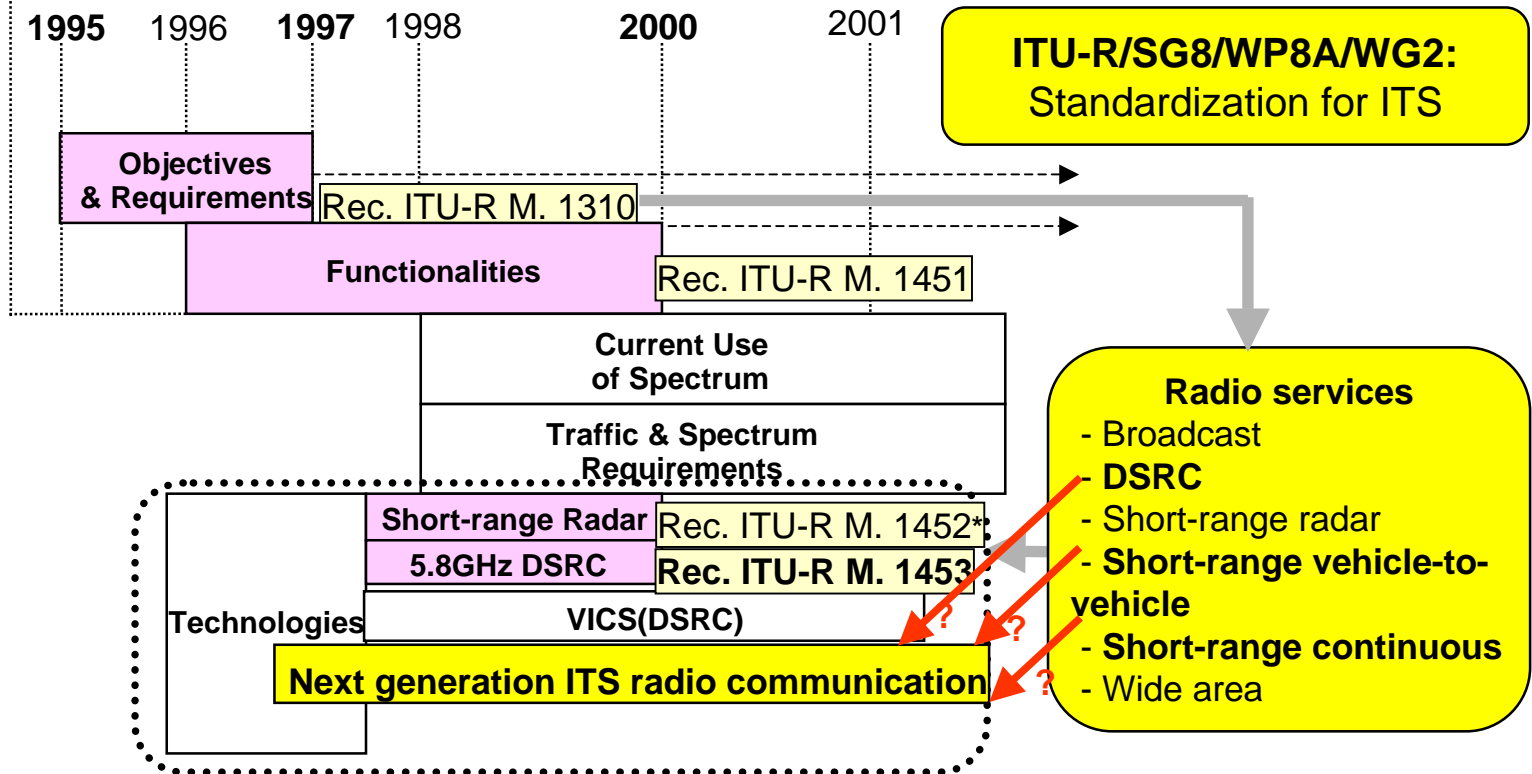 1995 1996 1997 1998 2000 2001
ITU-R/SG8/WP8A/WG2:
Standardization for ITS
Objectives
& Requirements
Rec. ITU-R M. 1310
Functionalities
Rec. ITU-R M. 1451
Current Use
of Spectrum
Traffic & Spectrum
Requirements
Technologies
Short-range Radar
Rec. ITU-R M. 1452*
5.8GHz DSRC
Rec. ITU-R M. 1453
VICS(DSRC)
Next generation ITS radio communication
? ? ?
Radio services
- Broadcast
- DSRC
- Short-range radar
- Short-range vehicle-to-
vehicle
- Short-range continuous
- Wide area